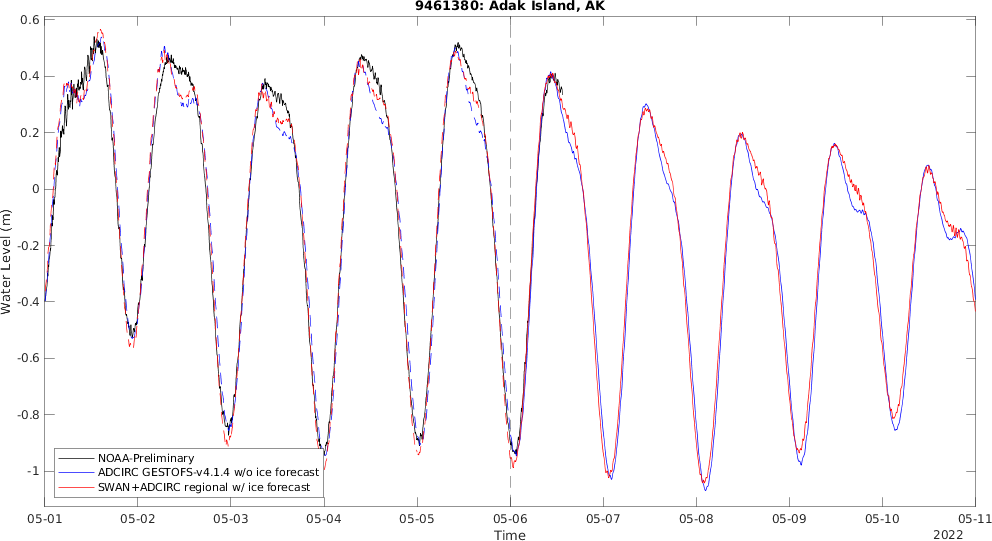 9461380: Adak Island, AK
Water Level (m)
0.6
0.4
0.2
0
-0.2
-0.4
-0.6
-0.8
-1
NOAA-Preliminary
ADCIRC GESTOFS-v4.1.4 w/o ice forecast
SWAN+ADCIRC regional w/ ice forecast
05-01 05-02 05-03 05-04 05-05 05-06 05-07 05-08 05-09 05-10 05-11
Time
2022